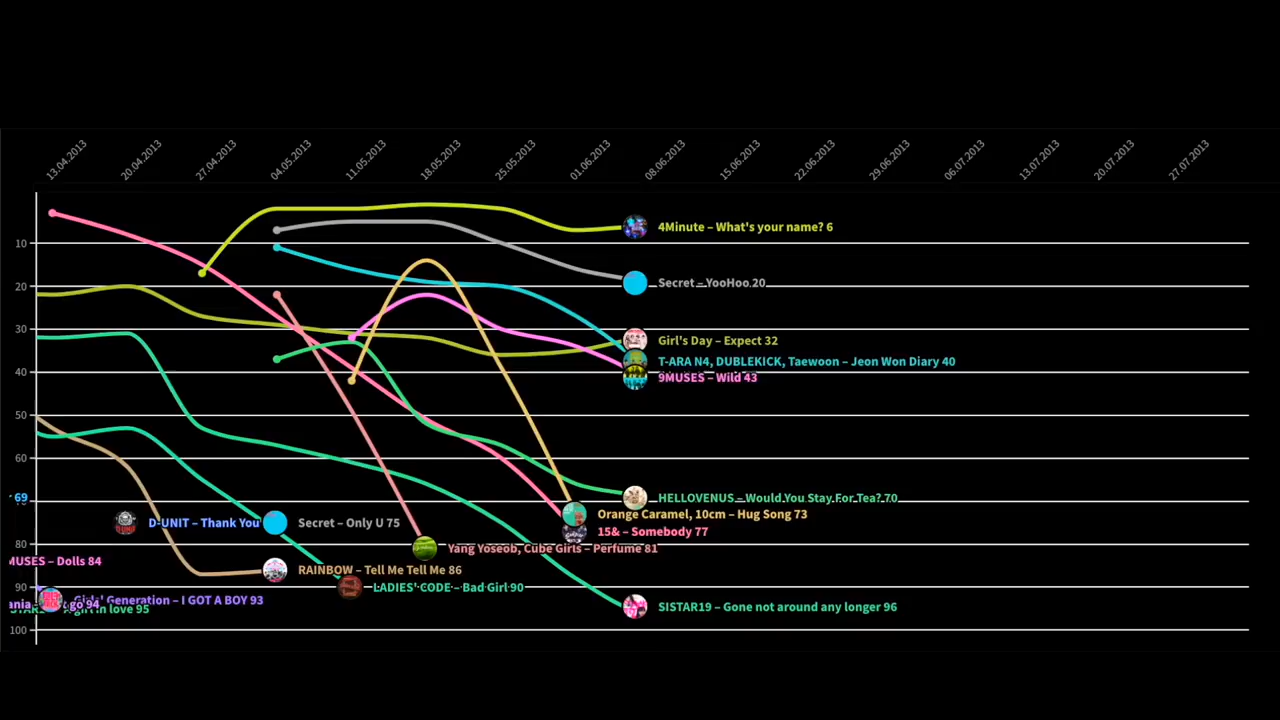 13.04.2013
20.04.2013
27.04.2013
04.05.2013
11.05.2013
18.05.2013
25.05.2013
01.06.2013
08.06.2013
15.06.2013
22.06.2013
29.06.2013
06.07.2013
13.07.2013
20.07.2013
27.07.2013
4Minute – What's your name? 6
10
Secret – YooHoo 20
20
30
Girl's Day – Expect 32
T-ARA N4, DUBLEKICK, Taewoon – Jeon Won Diary 40
40
9MUSES – Wild 43
50
60
69
HELLOVENUS – Would You Stay For Tea? 70
70
Orange Caramel, 10cm – Hug Song 73
D-UNIT – Thank You
Secret – Only U 75
15& – Somebody 77
80
Yang Yoseob, Cube Girls – Perfume 81
MUSES – Dolls 84
RAINBOW – Tell Me Tell Me 86
90
LADIES' CODE – Bad Girl 90
Girls' Generation – I GOT A BOY 93
go 94
SISTAR19 – Gone not around any longer 96
in love 95
100